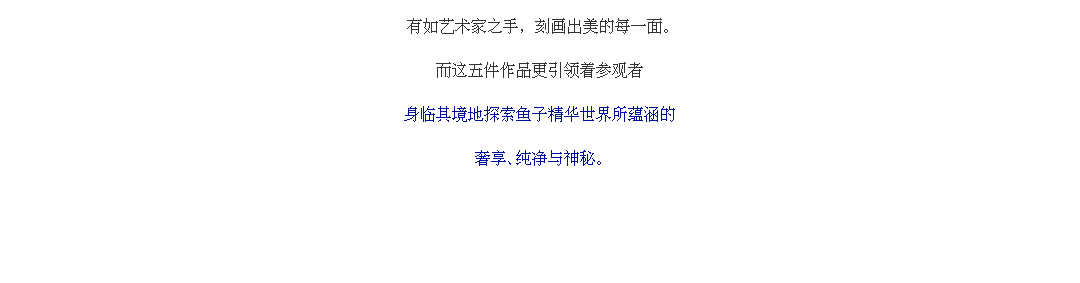 有如艺术家之手，刻画出美的每一面。
而这五件作品更引领着参观者
身临其境地探索鱼子精华世界所蕴涵的
奢享、纯净与神秘。